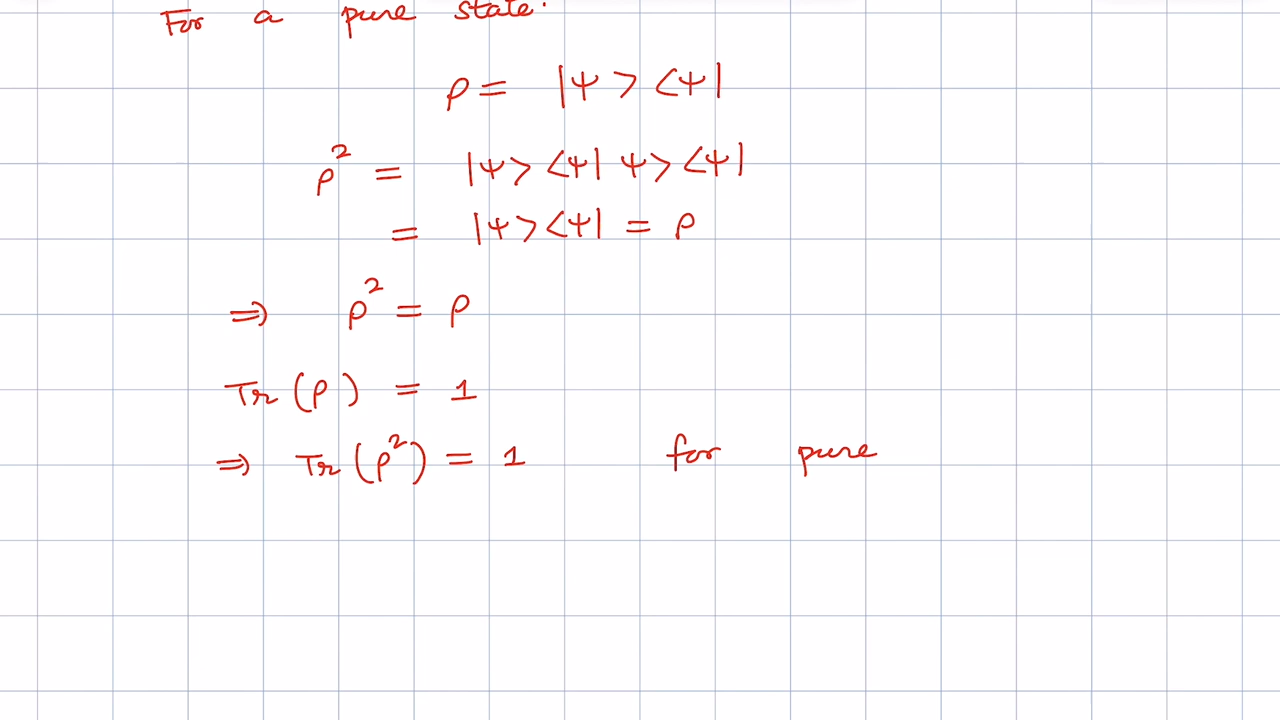 For a pure state.
ρ = |Ψ> <Ψ|
ρ² = |Ψ> <Ψ| Ψ> <Ψ|
= |Ψ> <Ψ| = ρ
⇒ ρ² = ρ
Tr (ρ) = 1
⇒ Tr (ρ²) = 1 for pure